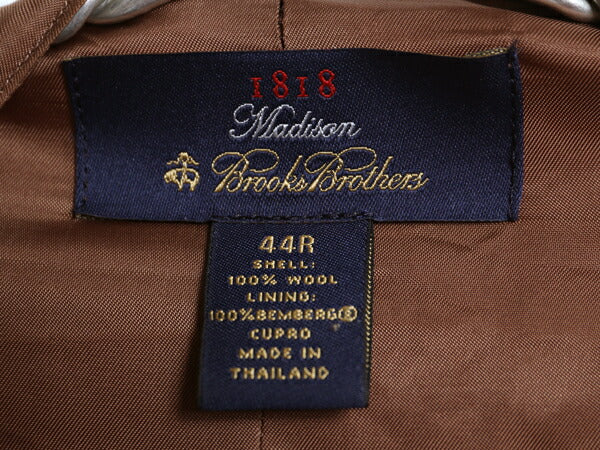 1818
Madison
Brooks Brothers
44R
SHELL:
100% WOOL
LINING:
100%BEMBERG®
CUPRO
MADE IN
THAILAND